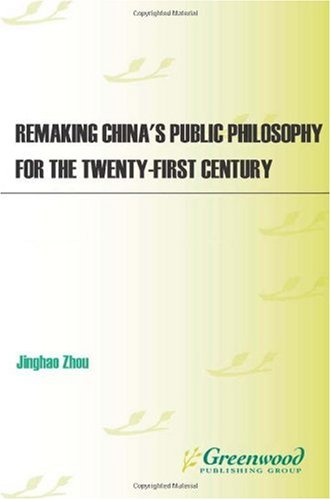 REMAKING CHINA'S PUBLIC PHILOSOPHY
FOR THE TWENTY-FIRST CENTURY
Jinghao Zhou
Greenwood
PUBLISHING GROUP